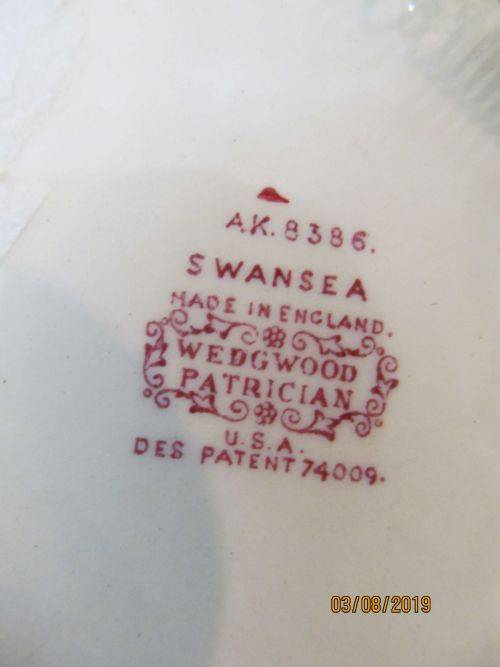 AK. 8386.
SWANSEA
MADE IN ENGLAND.
WEDGWOOD
PATRICIAN
U.S.A.
DES PATENT 74009.
03/08/2019